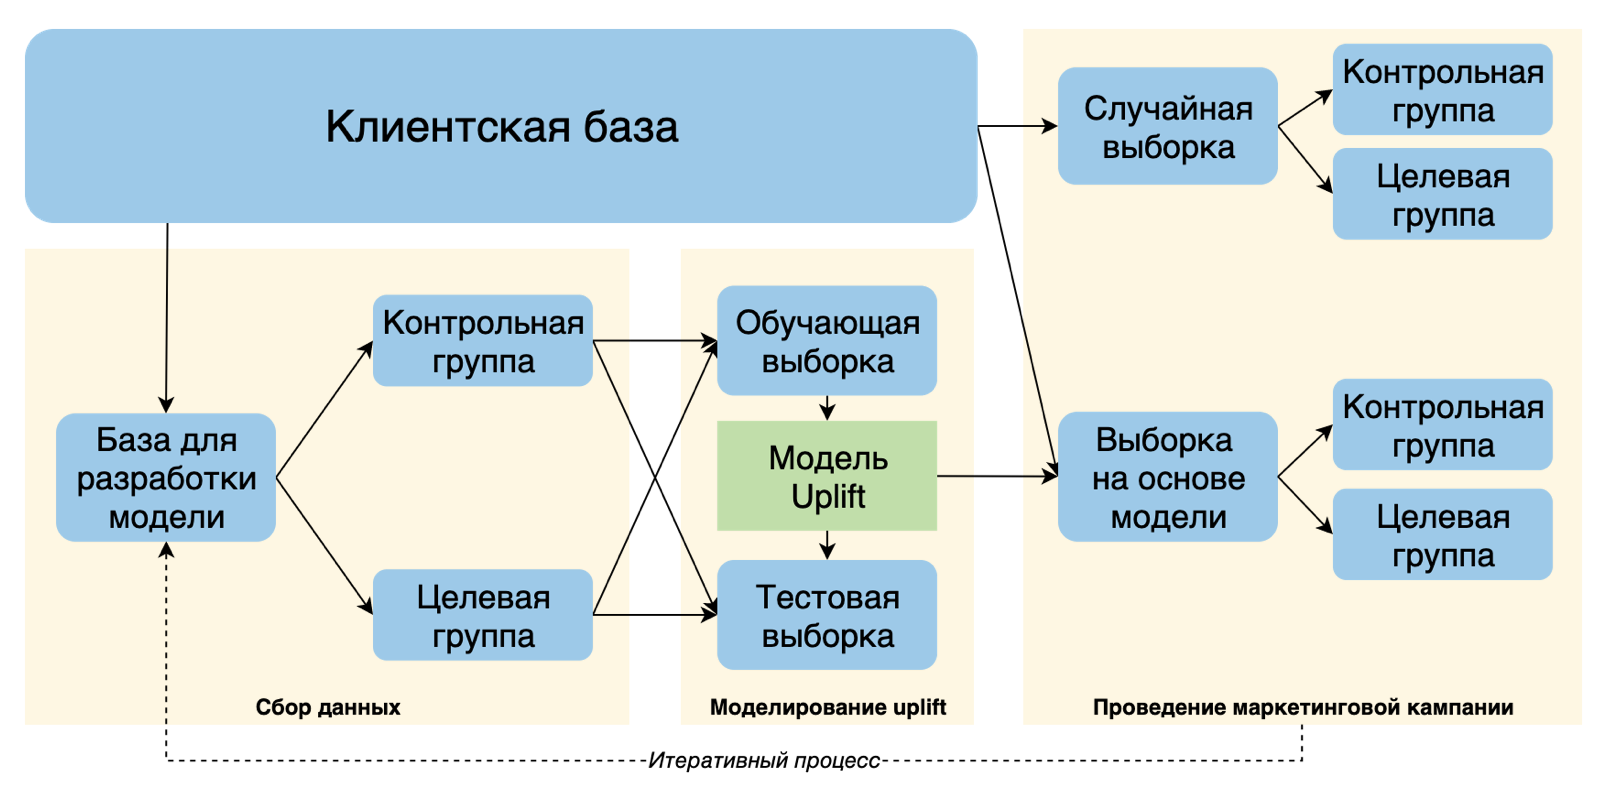 Клиентская база
База для
разработки
модели
Контрольная
группа
Целевая
группа
Сбор данных
Обучающая
выборка
Модель
Uplift
Тестовая
выборка
Моделирование uplift
Случайная
выборка
Контрольная
группа
Целевая
группа
Выборка
на основе
модели
Контрольная
группа
Целевая
группа
Проведение маркетинговой кампании
Итеративный процесс